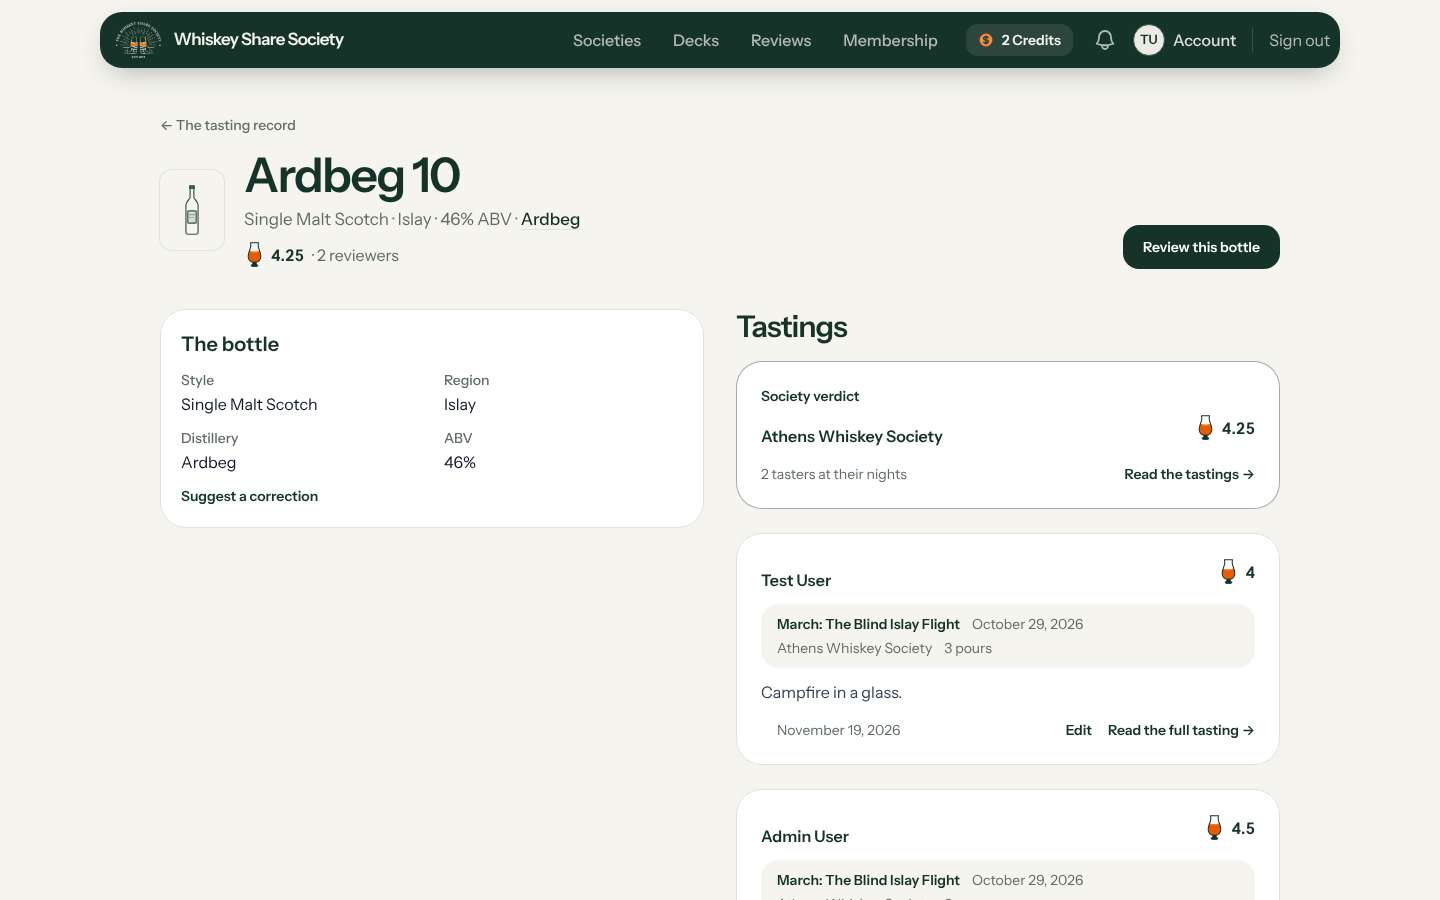 Whiskey Share Society
Societies
Decks
Reviews
Membership
2 Credits
TU
Account
Sign out
← The tasting record
Ardbeg 10
Single Malt Scotch · Islay · 46% ABV · Ardbeg
4.25 · 2 reviewers
Review this bottle
The bottle
Style
Region
Single Malt Scotch
Islay
Distillery
ABV
Ardbeg
46%
Suggest a correction
Tastings
Society verdict
Athens Whiskey Society
4.25
2 tasters at their nights
Read the tastings →
Test User
4
March: The Blind Islay Flight October 29, 2026
Athens Whiskey Society 3 pours
Campfire in a glass.
November 19, 2026
Edit
Read the full tasting →
Admin User
4.5
March: The Blind Islay Flight October 29, 2026